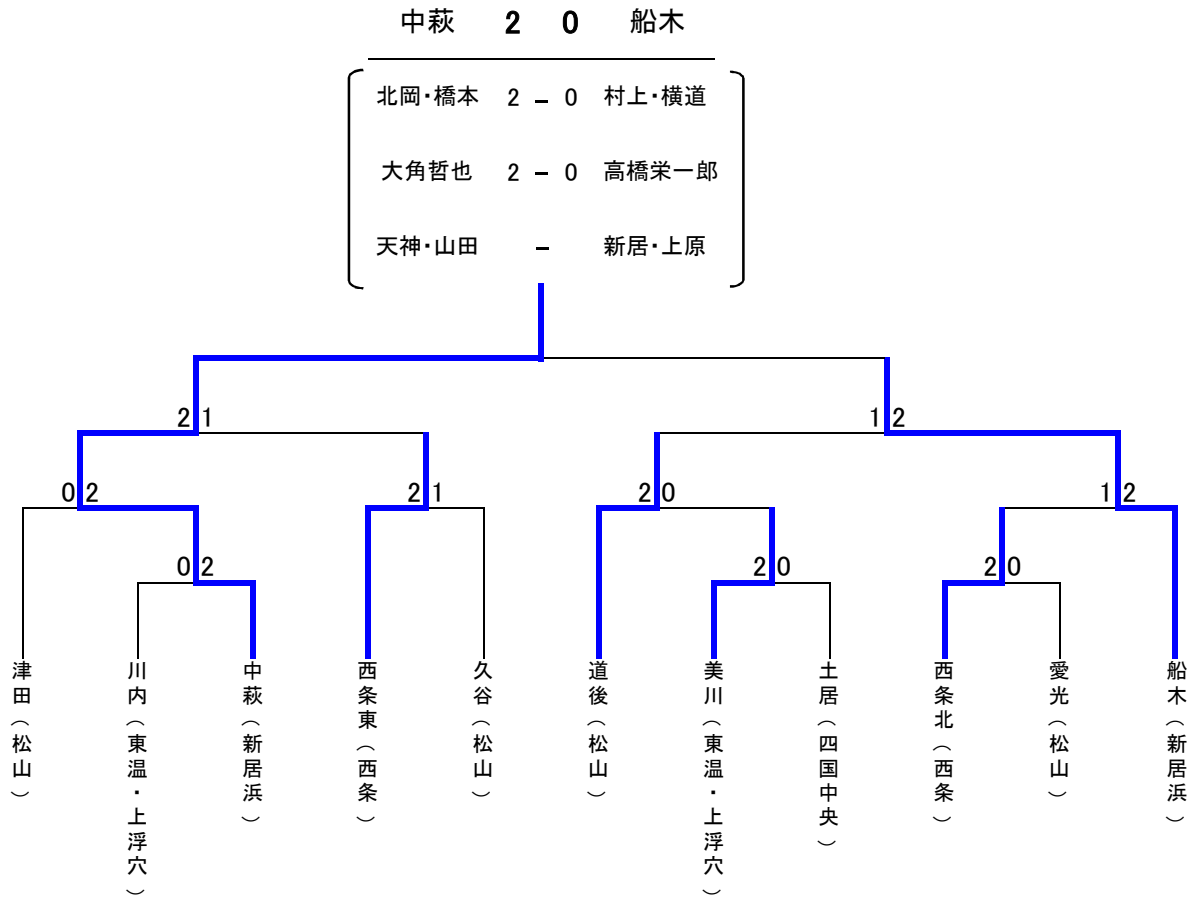 中萩 2 0 船木
北岡・橋本 2 - 0 村上・横道
大角哲也 2 - 0 高橋栄一郎
天神・山田 - 新居・上原
2 1
1 2
0 2
2 1
2 0
1 2
0 2
2 0
2 0
津田(松山)
川内(東温・上浮穴)
中萩(新居浜)
西条東(西条)
久谷(松山)
道後(松山)
美川(東温・上浮穴)
土居(四国中央)
西条北(西条)
愛光(松山)
船木(新居浜)